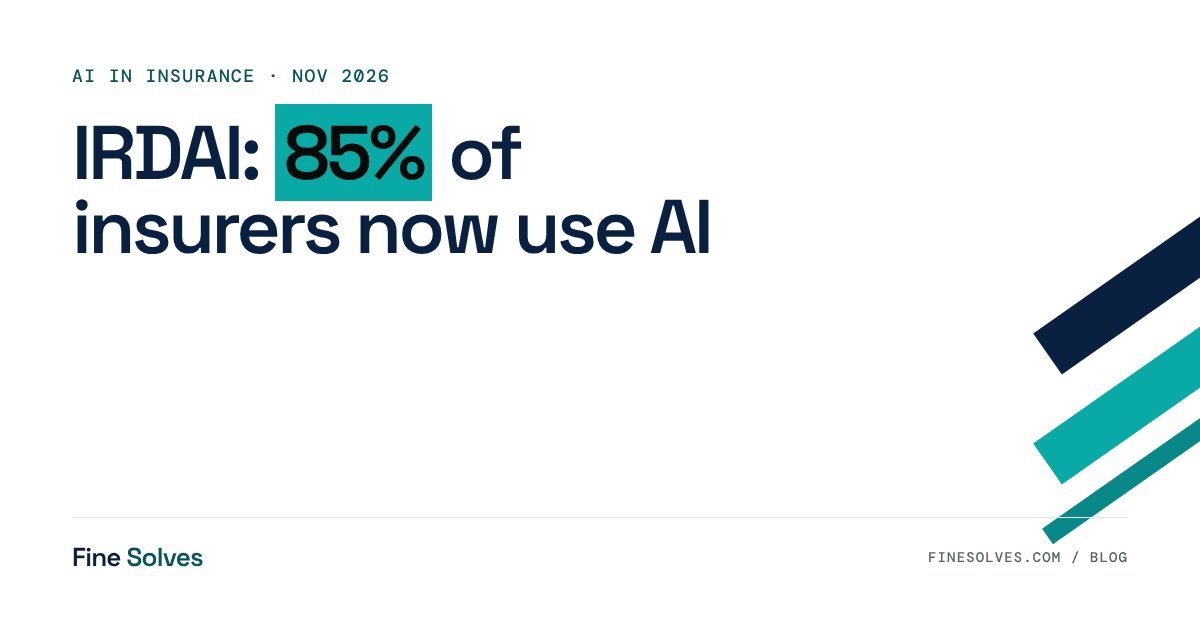 AI IN INSURANCE · NOV 2026
IRDAI: 85% of
insurers now use AI
Fine Solves
FINESOLVES.COM / BLOG